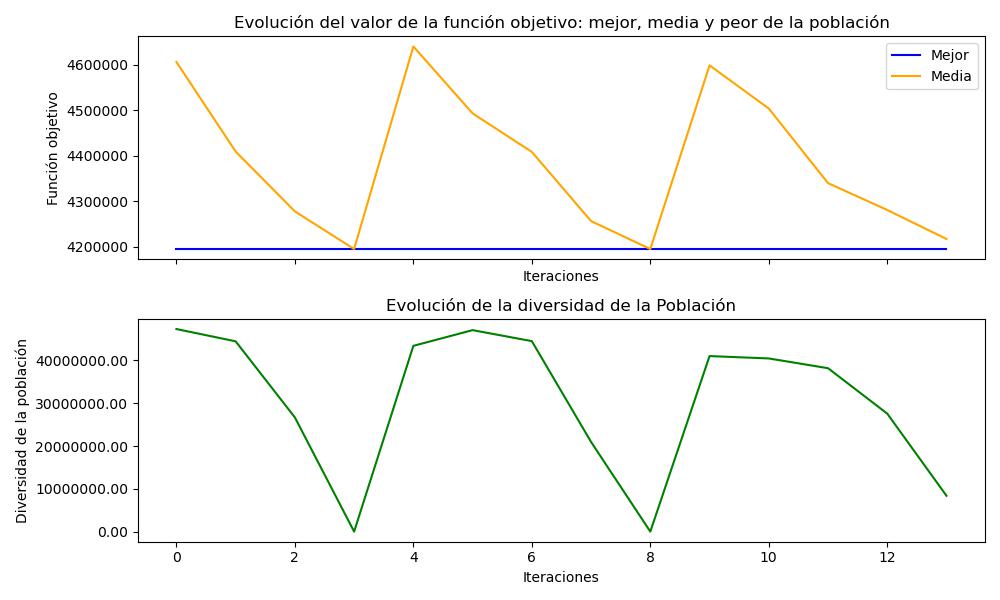 Evolución del valor de la función objetivo: mejor, media y peor de la población
Mejor
Media
Función objetivo
4600000
4500000
4400000
4300000
4200000
Iteraciones
Evolución de la diversidad de la Población
Diversidad de la población
40000000.00
30000000.00
20000000.00
10000000.00
0.00
0 2 4 6 8 10 12
Iteraciones